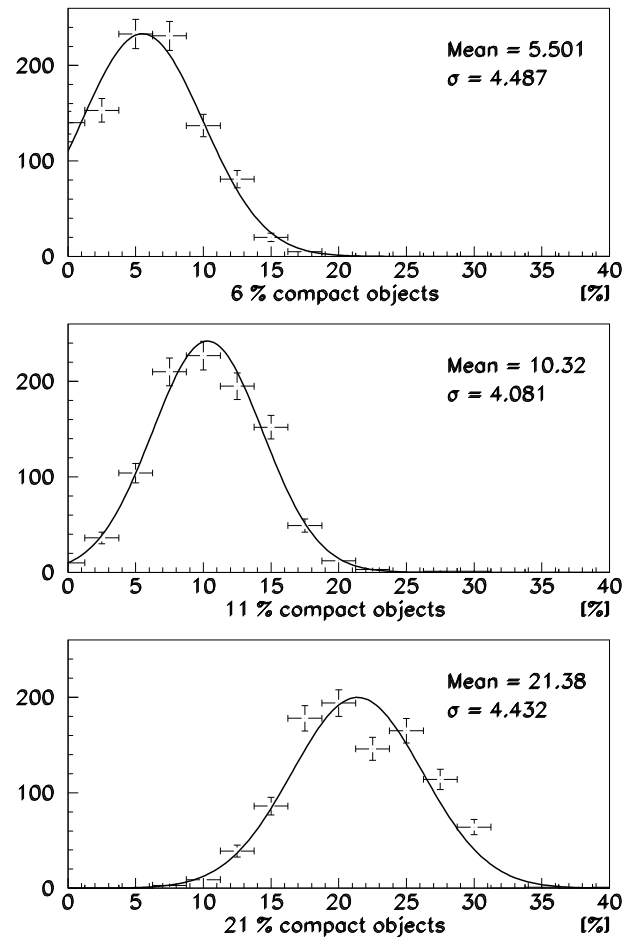 200
100
0
Mean = 5.501
σ = 4.487
0 5 10 15 20 25 30 35 40
6 % compact objects [%]
200
100
0
Mean = 10.32
σ = 4.081
0 5 10 15 20 25 30 35 40
11 % compact objects [%]
200
100
0
Mean = 21.38
σ = 4.432
0 5 10 15 20 25 30 35 40
21 % compact objects [%]